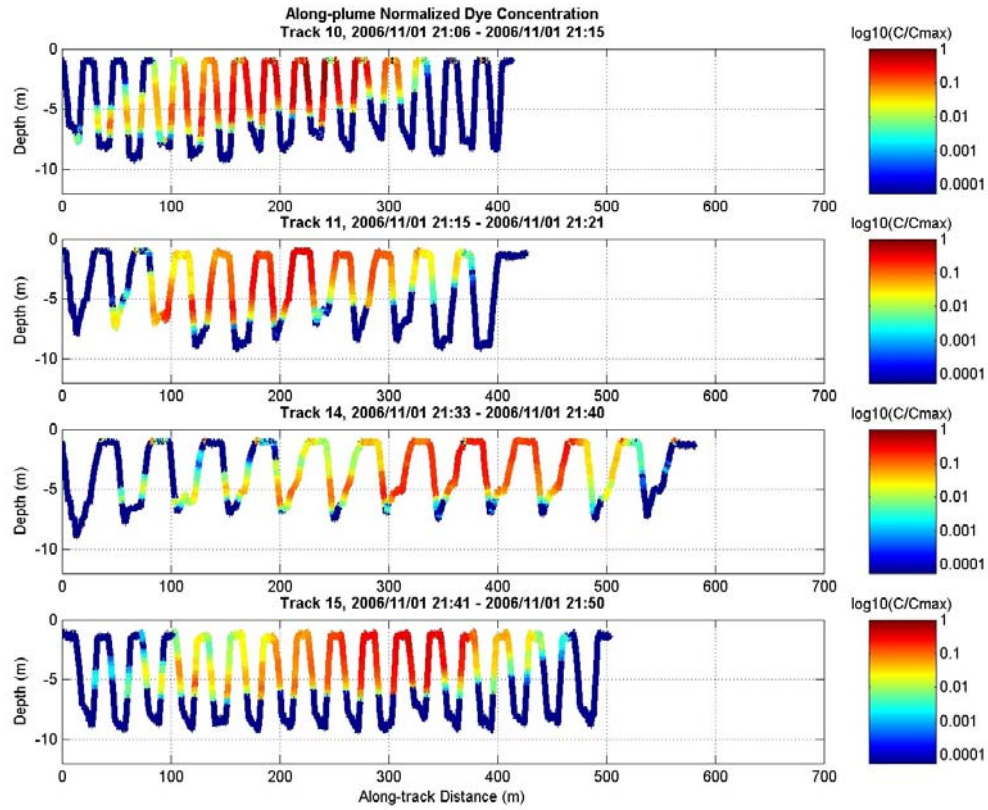 Along-plume Normalized Dye Concentration
Track 10, 2006/11/01 21:06 - 2006/11/01 21:15
log10(C/Cmax)
0
-5
-10
Depth (m)
0 100 200 300 400 500 600 700
1
0.1
0.01
0.001
0.0001
Track 11, 2006/11/01 21:15 - 2006/11/01 21:21
log10(C/Cmax)
0
-5
-10
Depth (m)
0 100 200 300 400 500 600 700
1
0.1
0.01
0.001
0.0001
Track 14, 2006/11/01 21:33 - 2006/11/01 21:40
log10(C/Cmax)
0
-5
-10
Depth (m)
0 100 200 300 400 500 600 700
1
0.1
0.01
0.001
0.0001
Track 15, 2006/11/01 21:41 - 2006/11/01 21:50
log10(C/Cmax)
0
-5
-10
Depth (m)
0 100 200 300 400 500 600 700
Along-track Distance (m)
1
0.1
0.01
0.001
0.0001